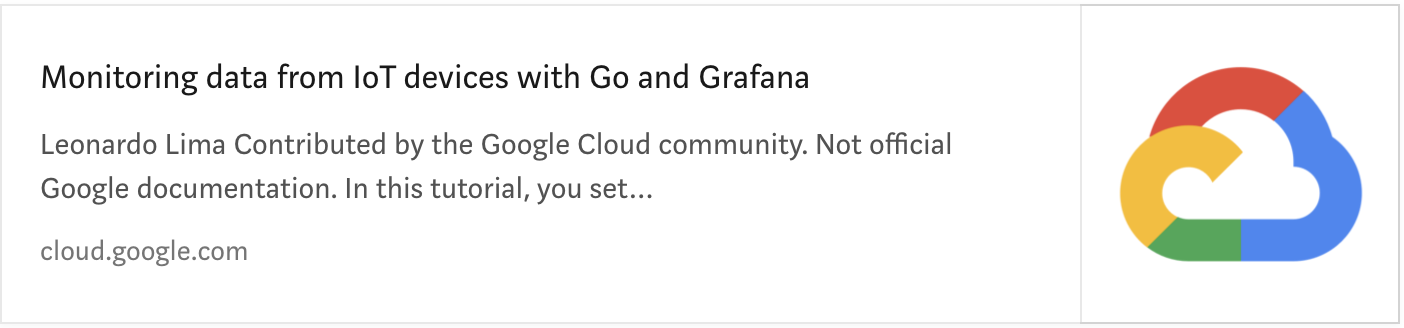 Monitoring data from IoT devices with Go and Grafana
Leonardo Lima Contributed by the Google Cloud community. Not official
Google documentation. In this tutorial, you set...
cloud.google.com